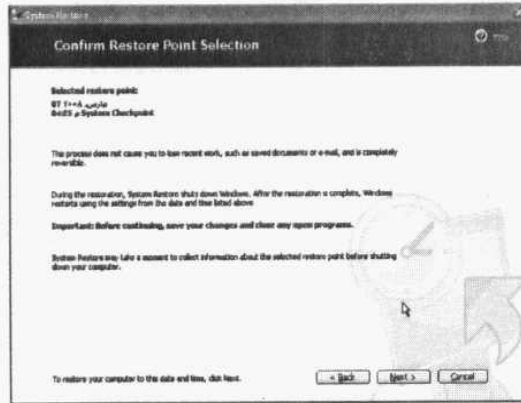 System Restore
Confirm Restore Point Selection
Selected restore point:
مارس, ٢٠٠٨
System Checkpoint
This process does not cause you to lose recent work, such as saved documents or e-mail, and is completely
reversible.
During the restoration, System Restore shuts down Windows. After the restoration is complete, Windows
restarts using the settings from the date and time listed above
Important: Before continuing, save your changes and close any open programs.
System Restore may take a moment to collect information about the selected restore point before shutting
down your computer.
To restore your computer to this date and time, click Next.
< Back
Next >
Cancel